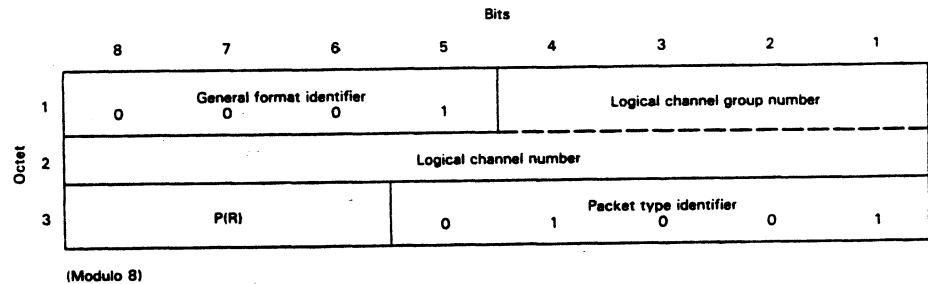 Bits
8 7 6 5 4 3 2 1
General format identifier
Logical channel group number
1
0 0 0 1
Octet
2
Logical channel number
Packet type identifier
3
P(R)
0 1 0 0 1
(Modulo 8)